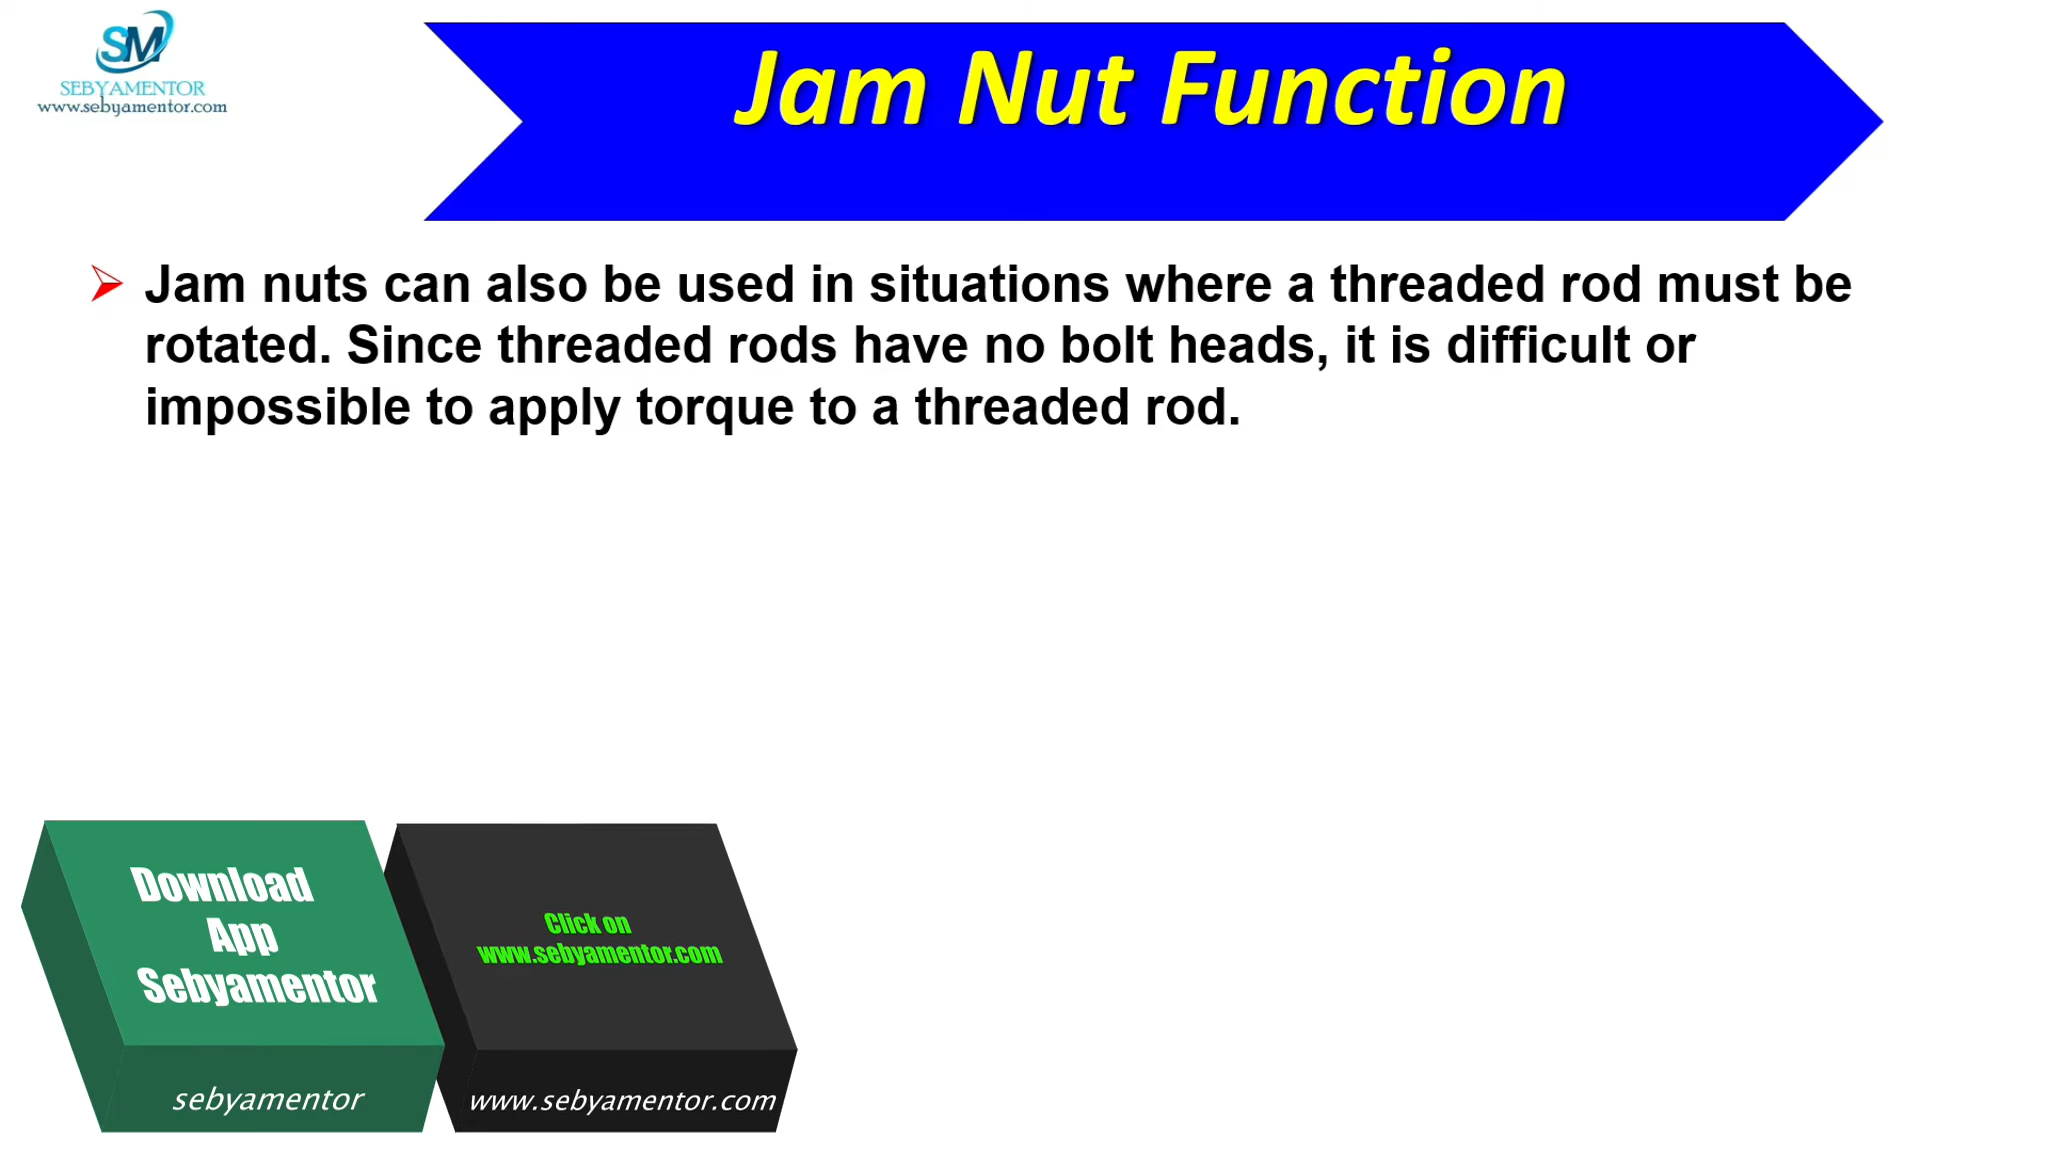 SM
SEBYAMENTOR
www.sebyamentor.com
Jam Nut Function
Jam nuts can also be used in situations where a threaded rod must be
rotated. Since threaded rods have no bolt heads, it is difficult or
impossible to apply torque to a threaded rod.
Download
App
Sebyamentor
sebyamentor
Click on
www.sebyamentor.com
www.sebyamentor.com